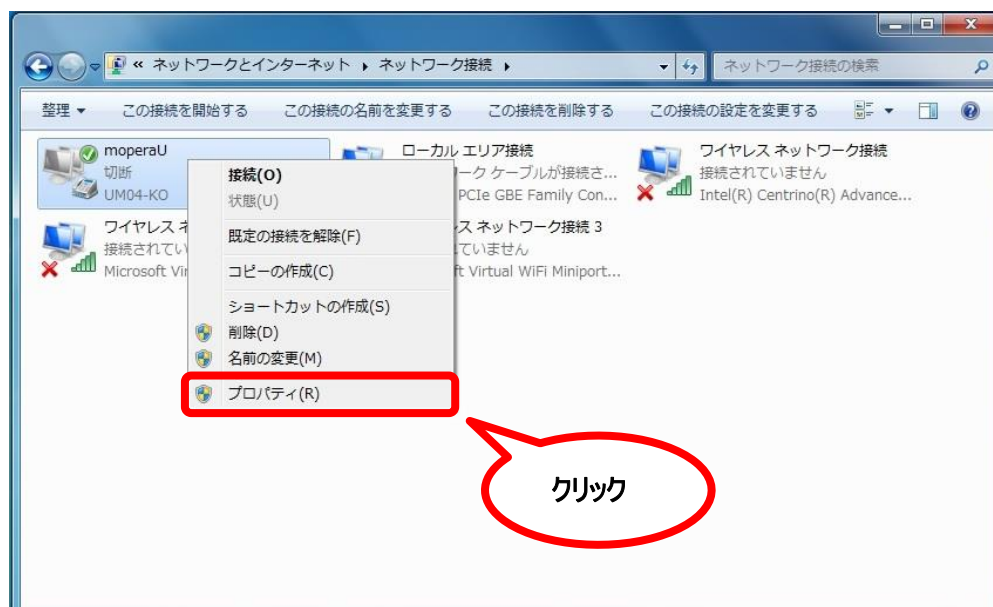 « ネットワークとインターネット ▸ ネットワーク接続 ▸
ネットワーク接続の検索
整理 ▼ この接続を開始する この接続の名前を変更する この接続を削除する この接続の設定を変更する
moperaU
切断
UM04-KO
ローカル エリア接続
ーク ケーブルが接続さ...
PCIe GBE Family Con...
ワイヤレス ネットワーク接続
接続されていません
Intel(R) Centrino(R) Advance...
ワイヤレス ネ
接続されてい
Microsoft Vir
ス ネットワーク接続 3
ていません
ft Virtual WiFi Miniport...
接続(O)
状態(U)
既定の接続を解除(F)
コピーの作成(C)
ショートカットの作成(S)
削除(D)
名前の変更(M)
プロパティ(R)
クリック